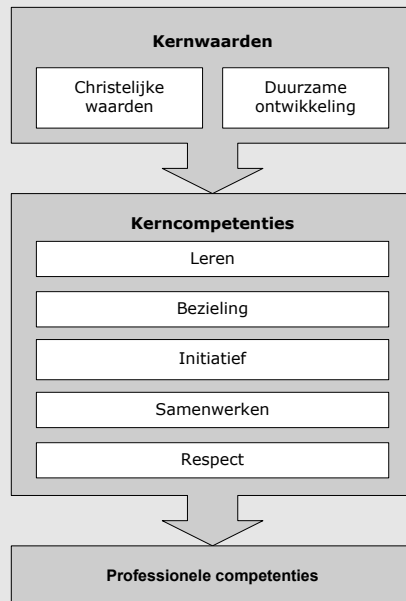 Kernwaarden
Christelijke
waarden
Duurzame
ontwikkeling
Kerncompetenties
Leren
Bezieling
Initiatief
Samenwerken
Respect
Professionele competenties